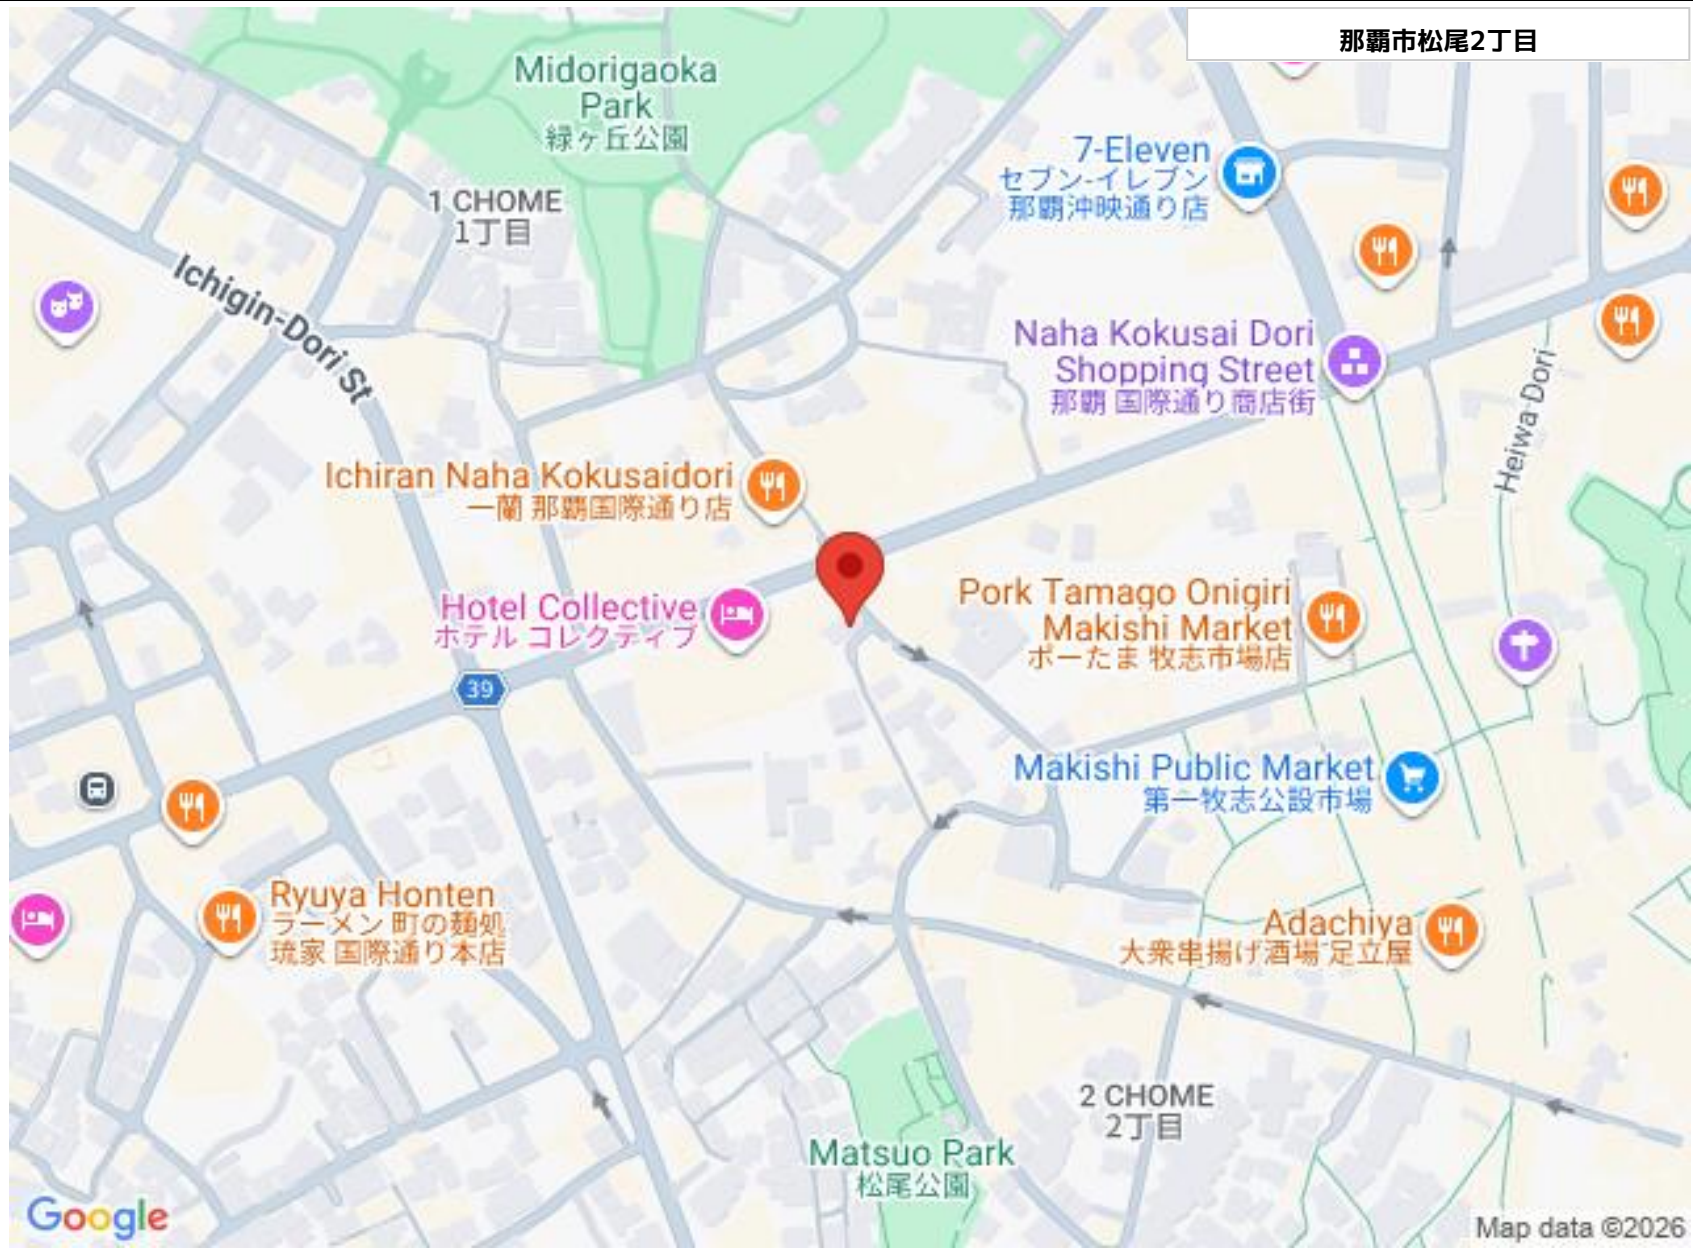 那覇市松尾2丁目
Midorigaoka
Park
緑ヶ丘公園
7-Eleven
セブン-イレブン
那覇沖映通り店
1 CHOME
1丁目
Ichigin-Dori St
Naha Kokusai Dori
Shopping Street
那覇 国際通り商店街
Heiwa-Dori
Ichiran Naha Kokusaidori
一蘭 那覇国際通り店
Hotel Collective
ホテル コレクティブ
Pork Tamago Onigiri
Makishi Market
ポーたま 牧志市場店
39
Makishi Public Market
第一牧志公設市場
Ryuya Honten
ラーメン 町の麺処
琉家 国際通り本店
Adachiya
大衆串揚げ酒場 足立屋
2 CHOME
2丁目
Matsuo Park
松尾公園
Google
Map data ©2026